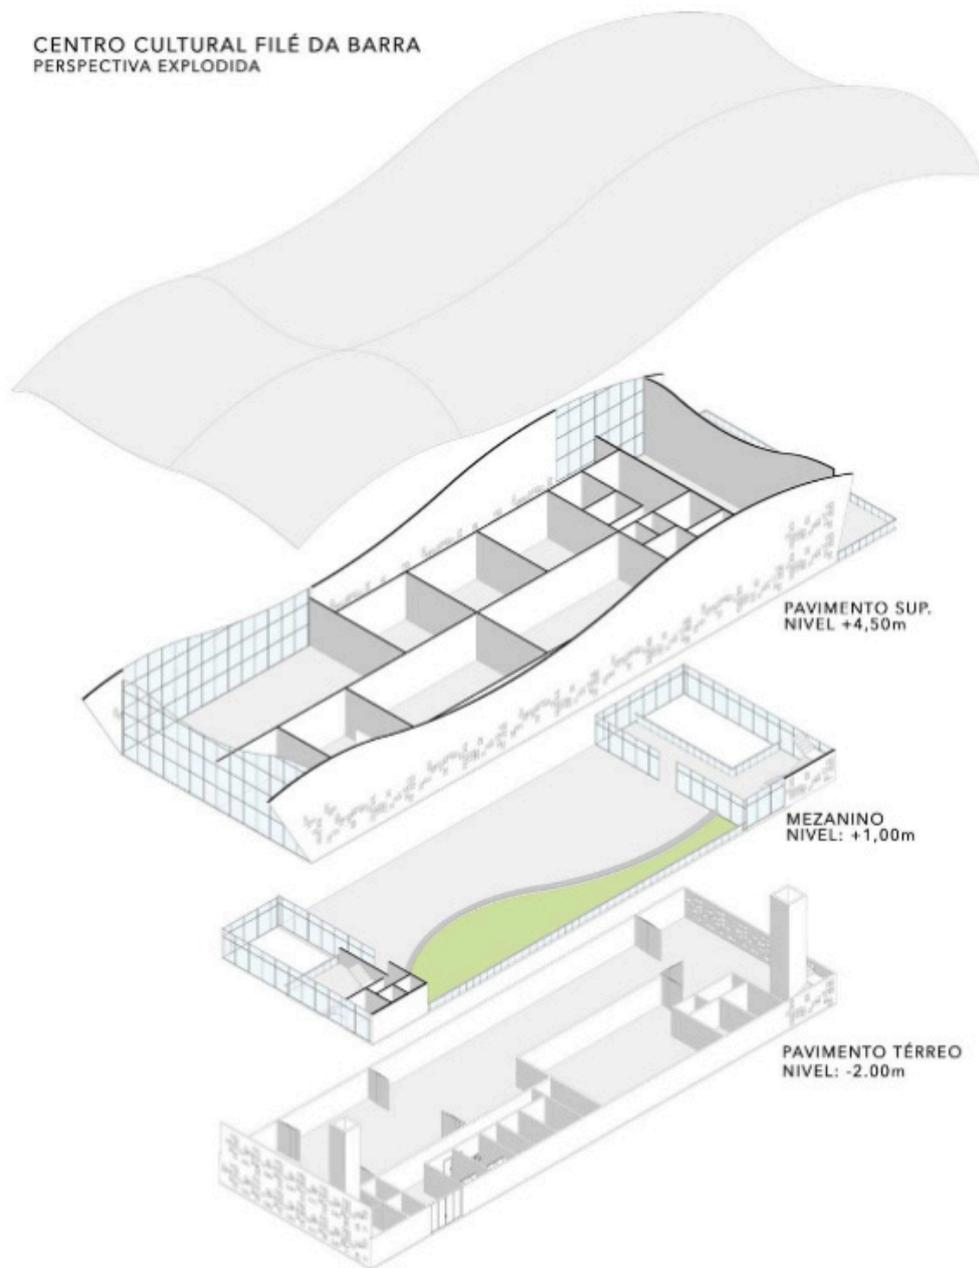 CENTRO CULTURAL FILÉ DA BARRA
PERSPECTIVA EXPLODIDA
PAVIMENTO SUP.
NIVEL +4,50m
MEZANINO
NIVEL: +1,00m
PAVIMENTO TÉRREO
NIVEL: -2.00m